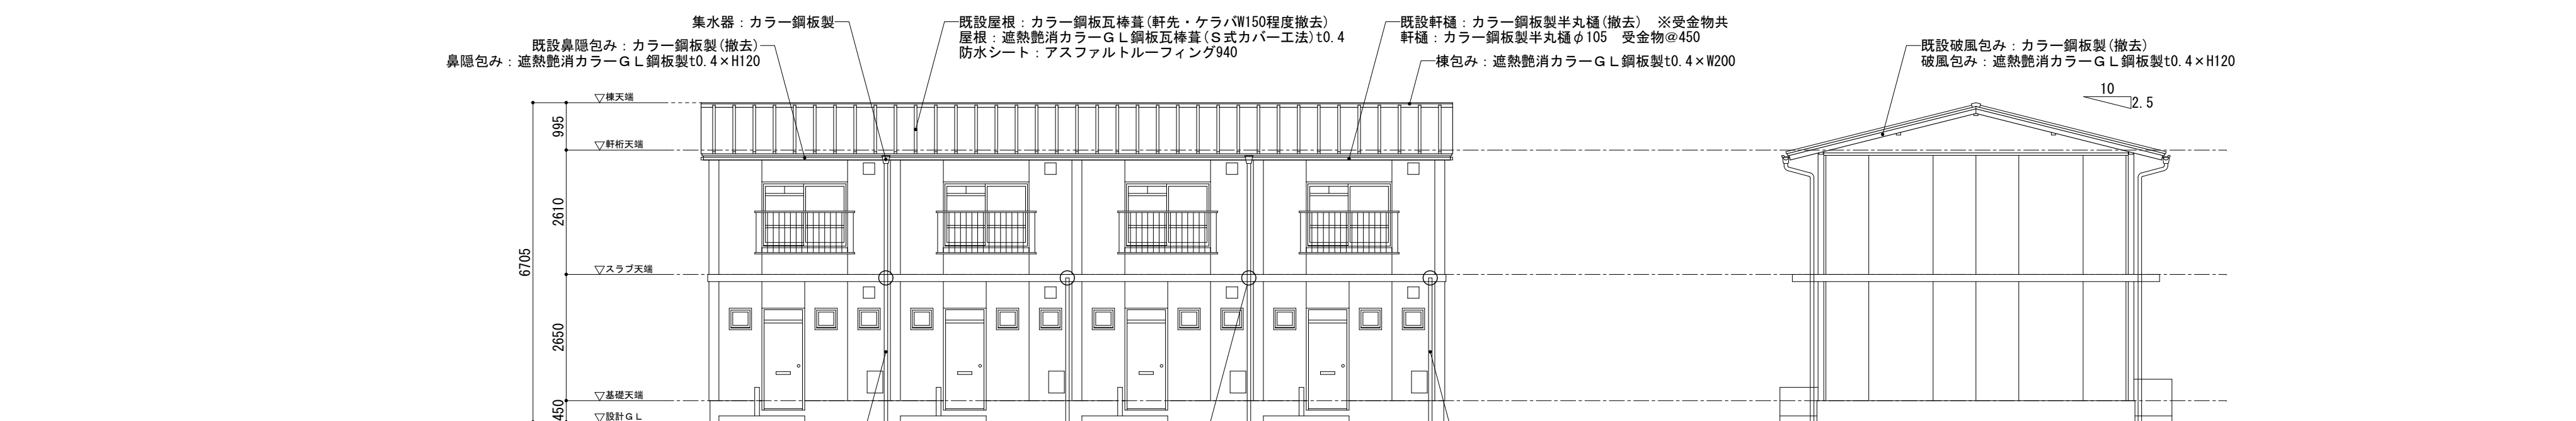 集水器：カラー鋼板製
既設鼻隠包み：カラー鋼板製(撤去)
鼻隠包み：遮熱艶消カラーＧＬ鋼板製t0.4×H120
既設屋根：カラー鋼板瓦棒葺(軒先・ケラバW150程度撤去)
屋根：遮熱艶消カラーＧＬ鋼板瓦棒葺(Ｓ式カバー工法)t0.4
防水シート：アスファルトルーフィング940
既設軒樋：カラー鋼板製半丸樋(撤去)　※受金物共
軒樋：カラー鋼板製半丸樋φ105　受金物@450
棟包み：遮熱艶消カラーＧＬ鋼板製t0.4×W200
既設破風包み：カラー鋼板製(撤去)
破風包み：遮熱艶消カラーＧＬ鋼板製t0.4×H120
10
2.5
▽棟天端
995
▽軒桁天端
2610
6705
▽スラブ天端
2650
▽基礎天端
450
▽設計ＧＬ